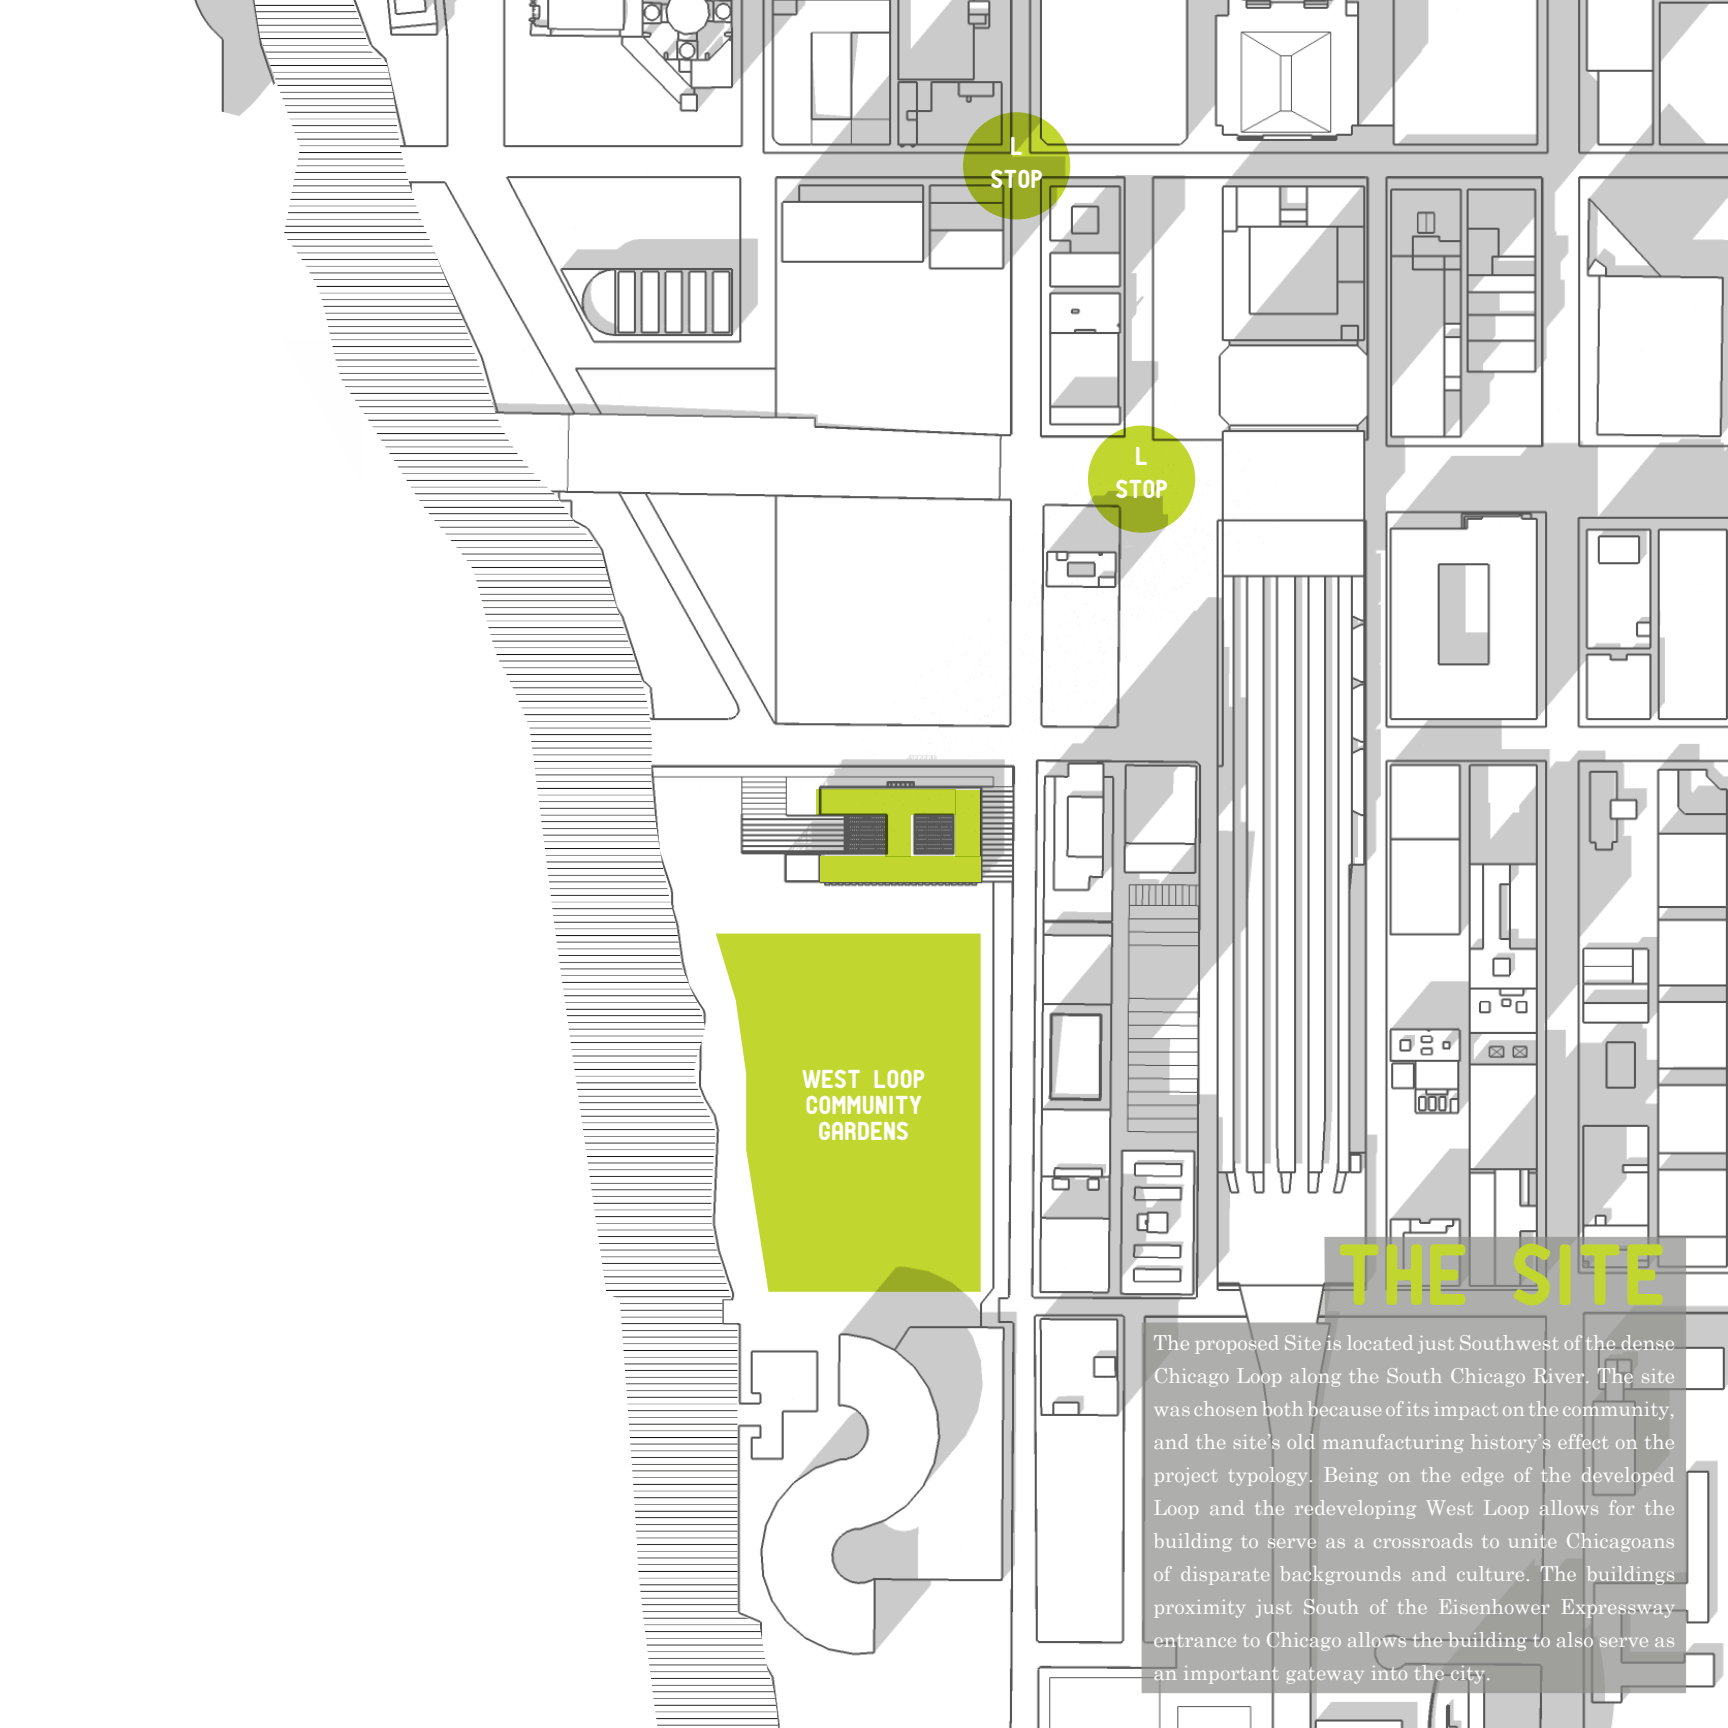 L
STOP
L
STOP
WEST LOOP
COMMUNITY
GARDENS
THE SITE
The proposed Site is located just Southwest of the dense
Chicago Loop along the South Chicago River. The site
was chosen both because of its impact on the community,
and the site's old manufacturing history's effect on the
project typology. Being on the edge of the developed
Loop and the redeveloping West Loop allows for the
building to serve as a crossroads to unite Chicagoans
of disparate backgrounds and culture. The buildings
proximity just South of the Eisenhower Expressway
entrance to Chicago allows the building to also serve as
an important gateway into the city.